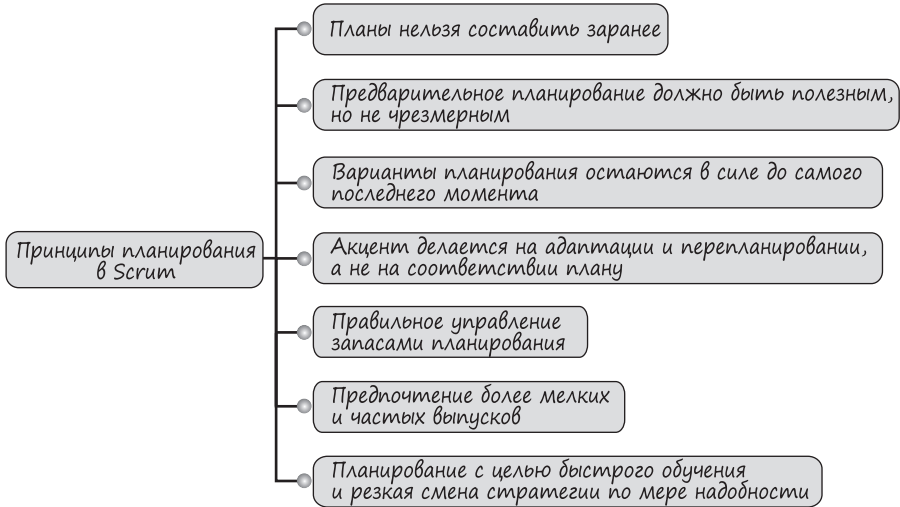 Планы нельзя составить заранее
Предварительное планирование должно быть полезным,
но не чрезмерным
Варианты планирования остаются в силе до самого
последнего момента
Принципы планирования
в Scrum
Акцент делается на адаптации и перепланировании,
а не на соответствии плану
Правильное управление
запасами планирования
Предпочтение более мелких
и частых выпусков
Планирование с целью быстрого обучения
и резкая смена стратегии по мере надобности